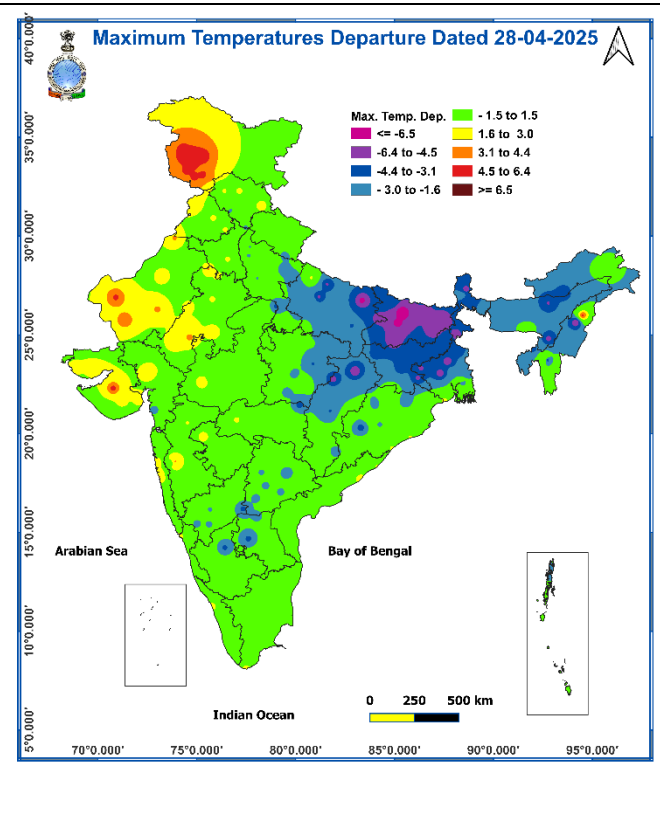 Maximum Temperatures Departure Dated 28-04-2025
Max. Temp. Dep.
<= -6.5
-6.4 to -4.5
-4.4 to -3.1
- 3.0 to -1.6
- 1.5 to 1.5
1.6 to 3.0
3.1 to 4.4
4.5 to 6.4
>= 6.5
40°0.000'
35°0.000'
30°0.000'
25°0.000'
20°0.000'
15°0.000'
10°0.000'
5°0.000'
Arabian Sea
Bay of Bengal
Indian Ocean
0 250 500 km
70°0.000' 75°0.000' 80°0.000' 85°0.000' 90°0.000' 95°0.000'